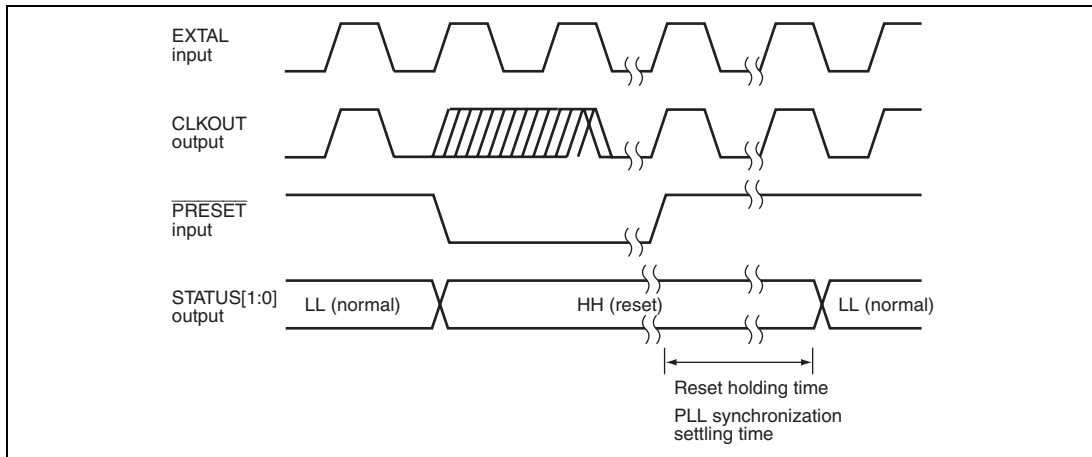 EXTAL
input
CLKOUT
output
PRESET
input
STATUS[1:0]
output
LL (normal)
HH (reset)
LL (normal)
Reset holding time
PLL synchronization
settling time